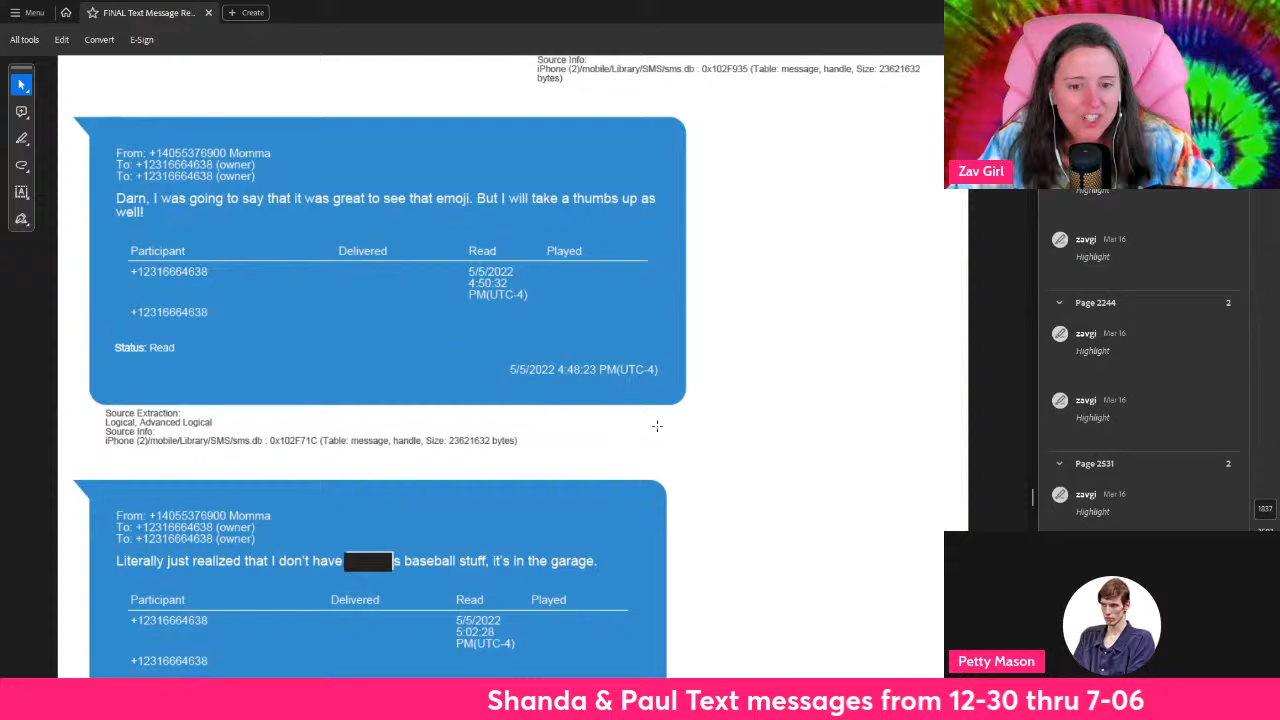 Menu
FINAL Text Message Re...
Create
All tools
Edit
Convert
E-Sign
Source Info:
iPhone (2)/mobile/Library/SMS/sms.db : 0x102F935 (Table: message, handle, Size: 23621632
bytes)
From: +14055376900 Momma
To: +12316664638 (owner)
To: +12316664638 (owner)
Darn, I was going to say that it was great to see that emoji. But I will take a thumbs up as
well!
Participant Delivered Read Played
+12316664638 5/5/2022
4:50:32
PM(UTC-4)
+12316664638
Status: Read
5/5/2022 4:48:23 PM(UTC-4)
Source Extraction:
Logical, Advanced Logical
Source Info:
iPhone (2)/mobile/Library/SMS/sms.db : 0x102F71C (Table: message, handle, Size: 23621632 bytes)
From: +14055376900 Momma
To: +12316664638 (owner)
To: +12316664638 (owner)
Literally just realized that I don't have s baseball stuff, it's in the garage.
Participant Delivered Read Played
+12316664638 5/5/2022
5:02:28
PM(UTC-4)
+12316664638
Zav Girl
Highlight
zavgi Mar 16
Highlight
Page 2244 2
zavgi Mar 16
Highlight
zavgi Mar 16
Highlight
Page 2531 2
zavgi Mar 16
Highlight
1837
Petty Mason
Shanda & Paul Text messages from 12-30 thru 7-06